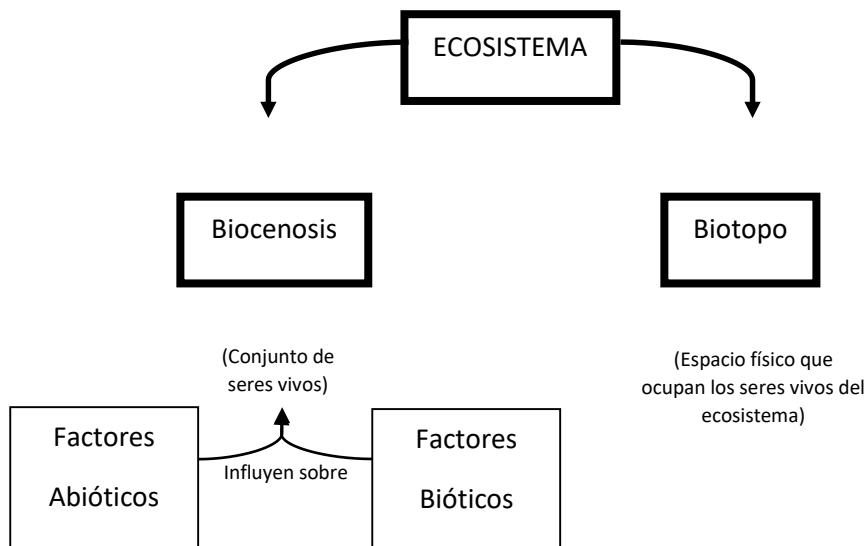 ECOSISTEMA
Biocenosis
Biotopo
(Conjunto de
seres vivos)
(Espacio físico que
ocupan los seres vivos del
ecosistema)
Factores
Abióticos
Influyen sobre
Factores
Bióticos